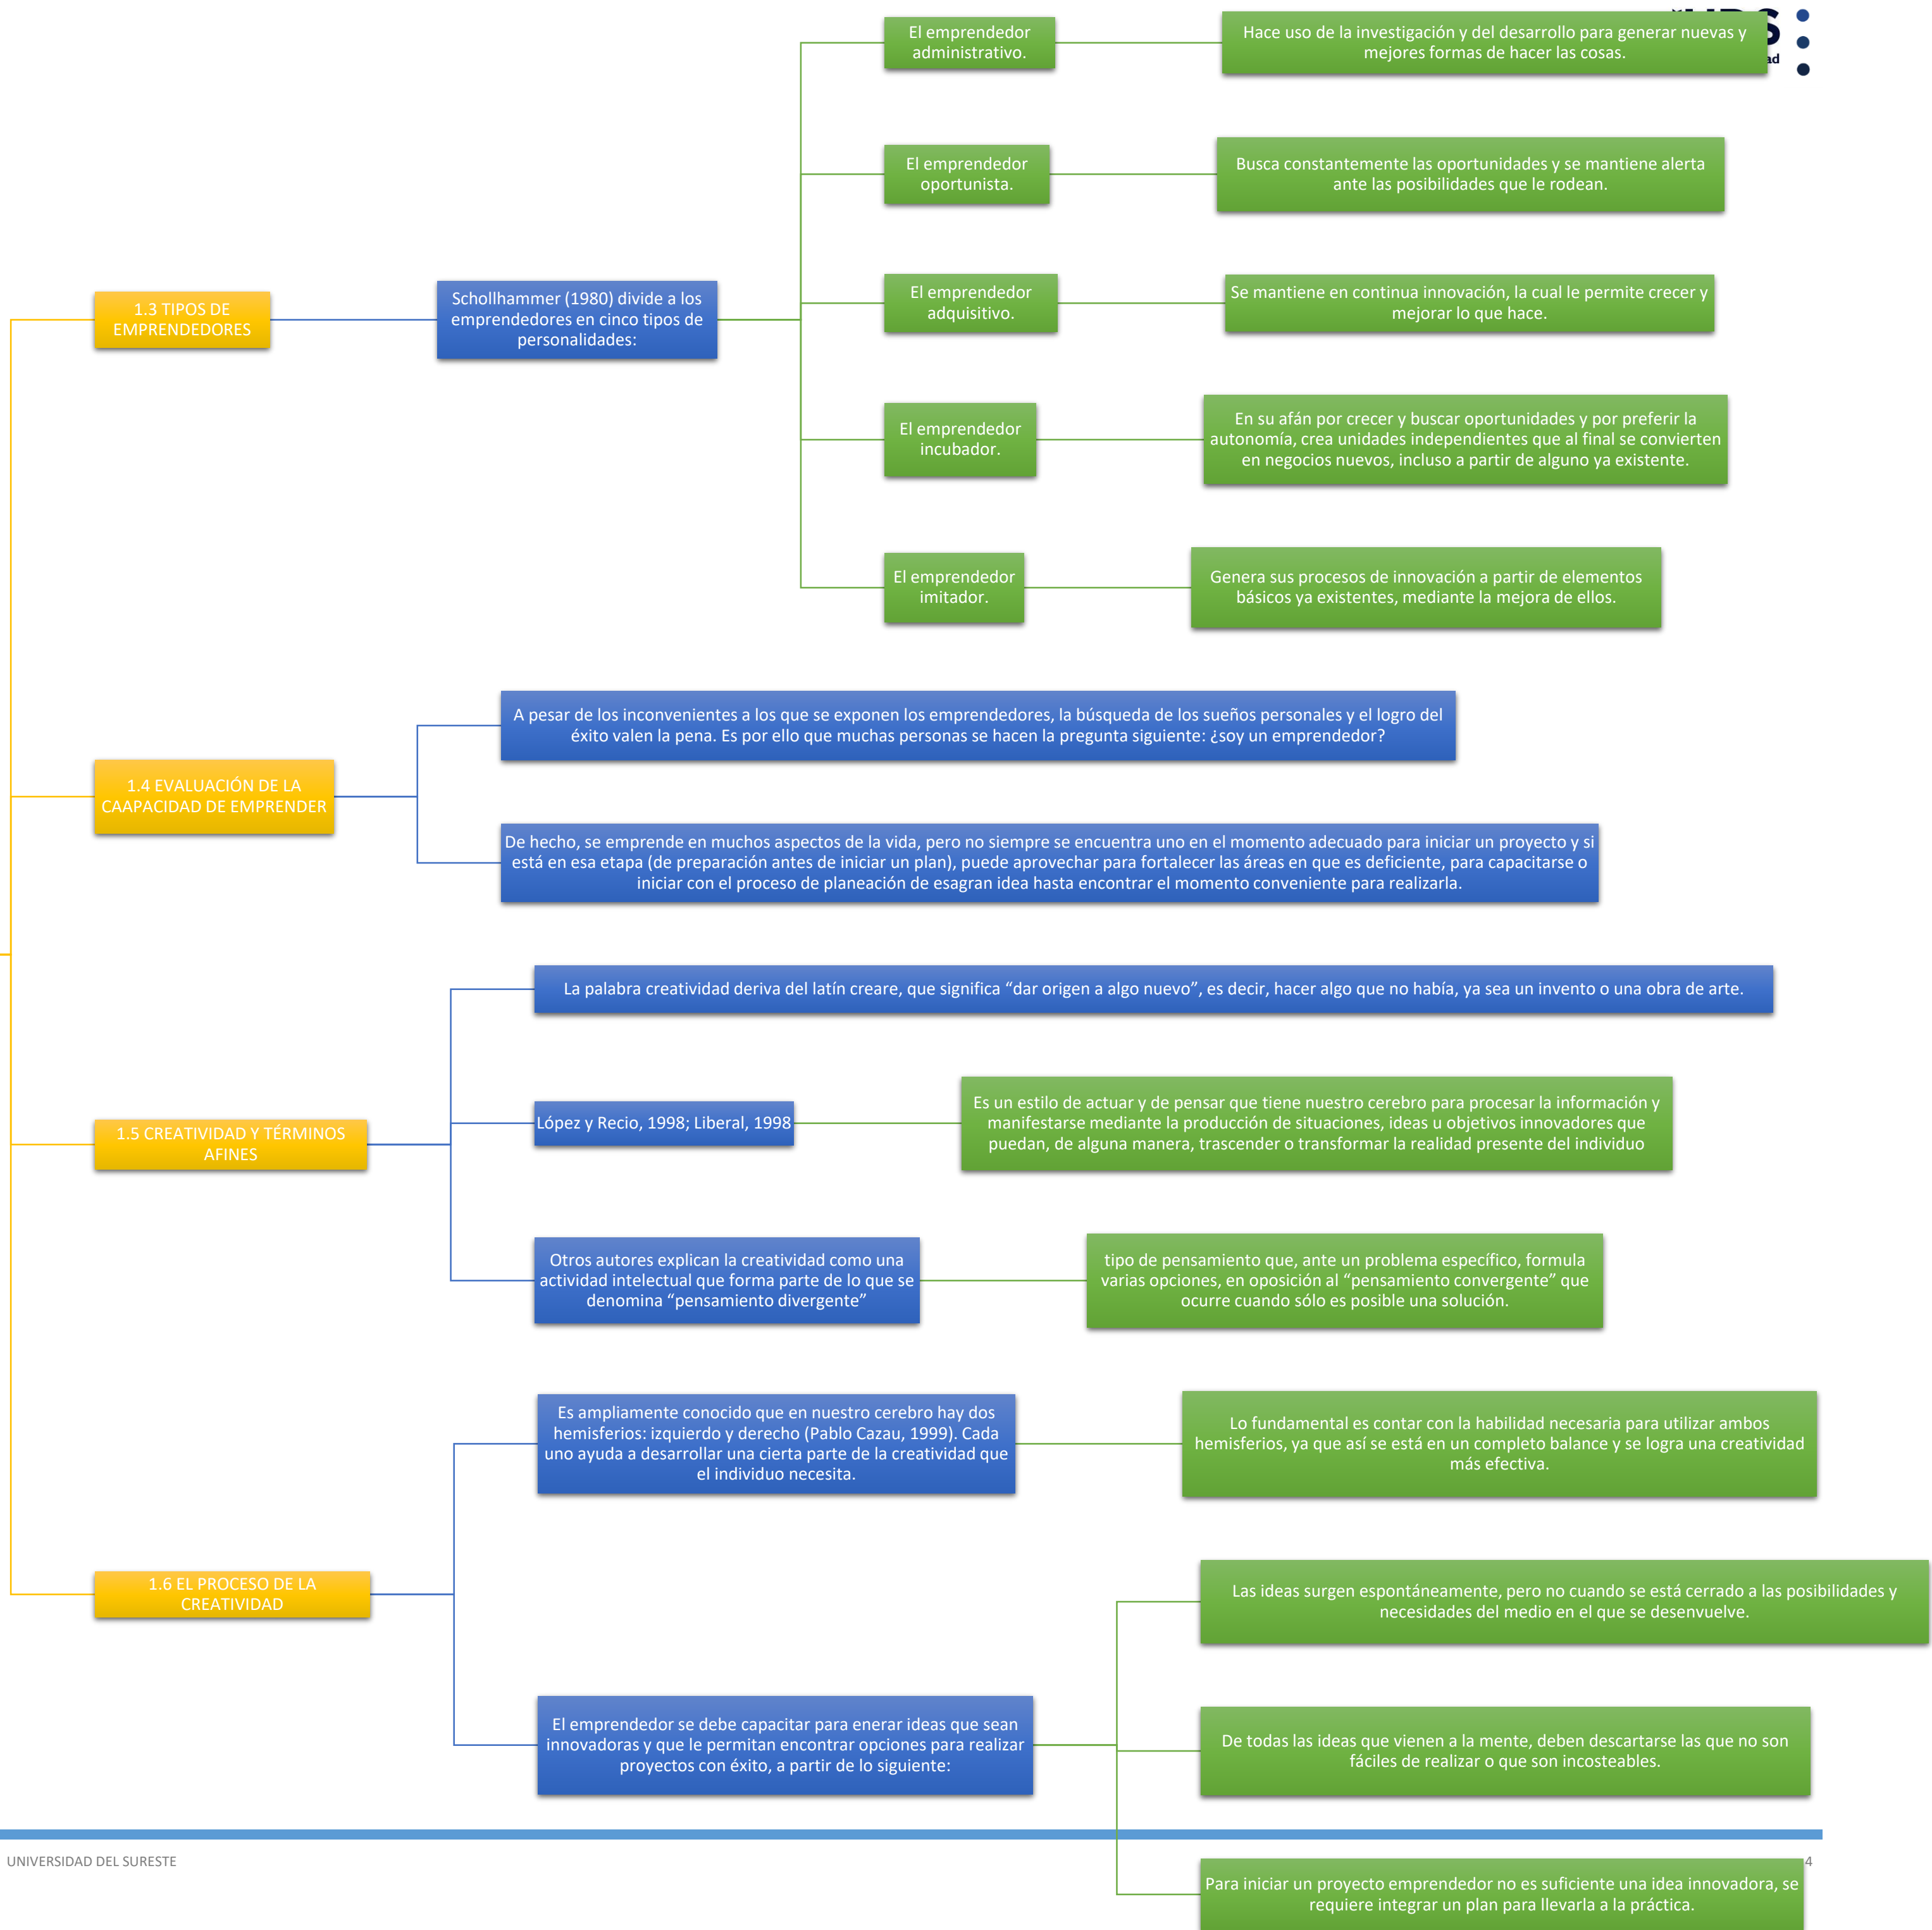 El emprendedor
administrativo.
Hace uso de la investigación y del desarrollo para generar nuevas y
mejores formas de hacer las cosas.
El emprendedor
oportunista.
Busca constantemente las oportunidades y se mantiene alerta
ante las posibilidades que le rodean.
1.3 TIPOS DE
EMPRENDEDORES
Schollhammer (1980) divide a los
emprendedores en cinco tipos de
personalidades:
El emprendedor
adquisitivo.
Se mantiene en continua innovación, la cual le permite crecer y
mejorar lo que hace.
El emprendedor
incubador.
En su afán por crecer y buscar oportunidades y por preferir la
autonomía, crea unidades independientes que al final se convierten
en negocios nuevos, incluso a partir de alguno ya existente.
El emprendedor
imitador.
Genera sus procesos de innovación a partir de elementos
básicos ya existentes, mediante la mejora de ellos.
1.4 EVALUACIÓN DE LA
CAAPACIDAD DE EMPRENDER
A pesar de los inconvenientes a los que se exponen los emprendedores, la búsqueda de los sueños personales y el logro del
éxito valen la pena. Es por ello que muchas personas se hacen la pregunta siguiente: ¿soy un emprendedor?
De hecho, se emprende en muchos aspectos de la vida, pero no siempre se encuentra uno en el momento adecuado para iniciar un proyecto y si
está en esa etapa (de preparación antes de iniciar un plan), puede aprovechar para fortalecer las áreas en que es deficiente, para capacitarse o
iniciar con el proceso de planeación de esagran idea hasta encontrar el momento conveniente para realizarla.
1.5 CREATIVIDAD Y TÉRMINOS
AFINES
La palabra creatividad deriva del latín creare, que significa “dar origen a algo nuevo”, es decir, hacer algo que no había, ya sea un invento o una obra de arte.
López y Recio, 1998; Liberal, 1998
Es un estilo de actuar y de pensar que tiene nuestro cerebro para procesar la información y
manifestarse mediante la producción de situaciones, ideas u objetivos innovadores que
puedan, de alguna manera, trascender o transformar la realidad presente del individuo
Otros autores explican la creatividad como una
actividad intelectual que forma parte de lo que se
denomina “pensamiento divergente”
tipo de pensamiento que, ante un problema específico, formula
varias opciones, en oposición al “pensamiento convergente” que
ocurre cuando sólo es posible una solución.
1.6 EL PROCESO DE LA
CREATIVIDAD
Es ampliamente conocido que en nuestro cerebro hay dos
hemisferios: izquierdo y derecho (Pablo Cazau, 1999). Cada
uno ayuda a desarrollar una cierta parte de la creatividad que
el individuo necesita.
Lo fundamental es contar con la habilidad necesaria para utilizar ambos
hemisferios, ya que así se está en un completo balance y se logra una creatividad
más efectiva.
El emprendedor se debe capacitar para enerar ideas que sean
innovadoras y que le permitan encontrar opciones para realizar
proyectos con éxito, a partir de lo siguiente:
Las ideas surgen espontáneamente, pero no cuando se está cerrado a las posibilidades y
necesidades del medio en el que se desenvuelve.
De todas las ideas que vienen a la mente, deben descartarse las que no son
fáciles de realizar o que son incosteables.
Para iniciar un proyecto emprendedor no es suficiente una idea innovadora, se
requiere integrar un plan para llevarla a la práctica.
UNIVERSIDAD DEL SURESTE
4